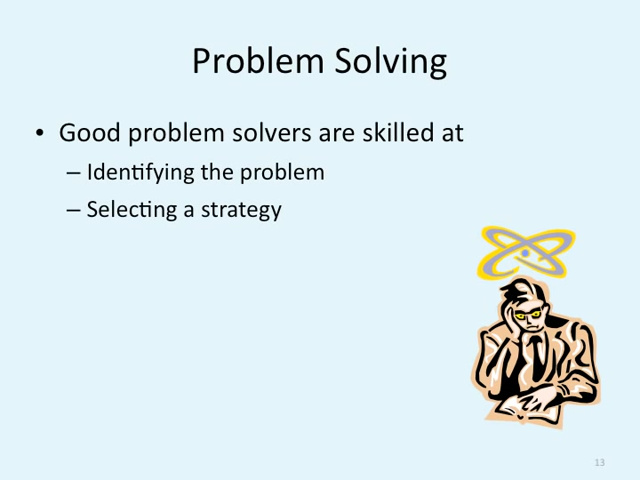 Problem Solving
• Good problem solvers are skilled at
– Identifying the problem
– Selecting a strategy
13